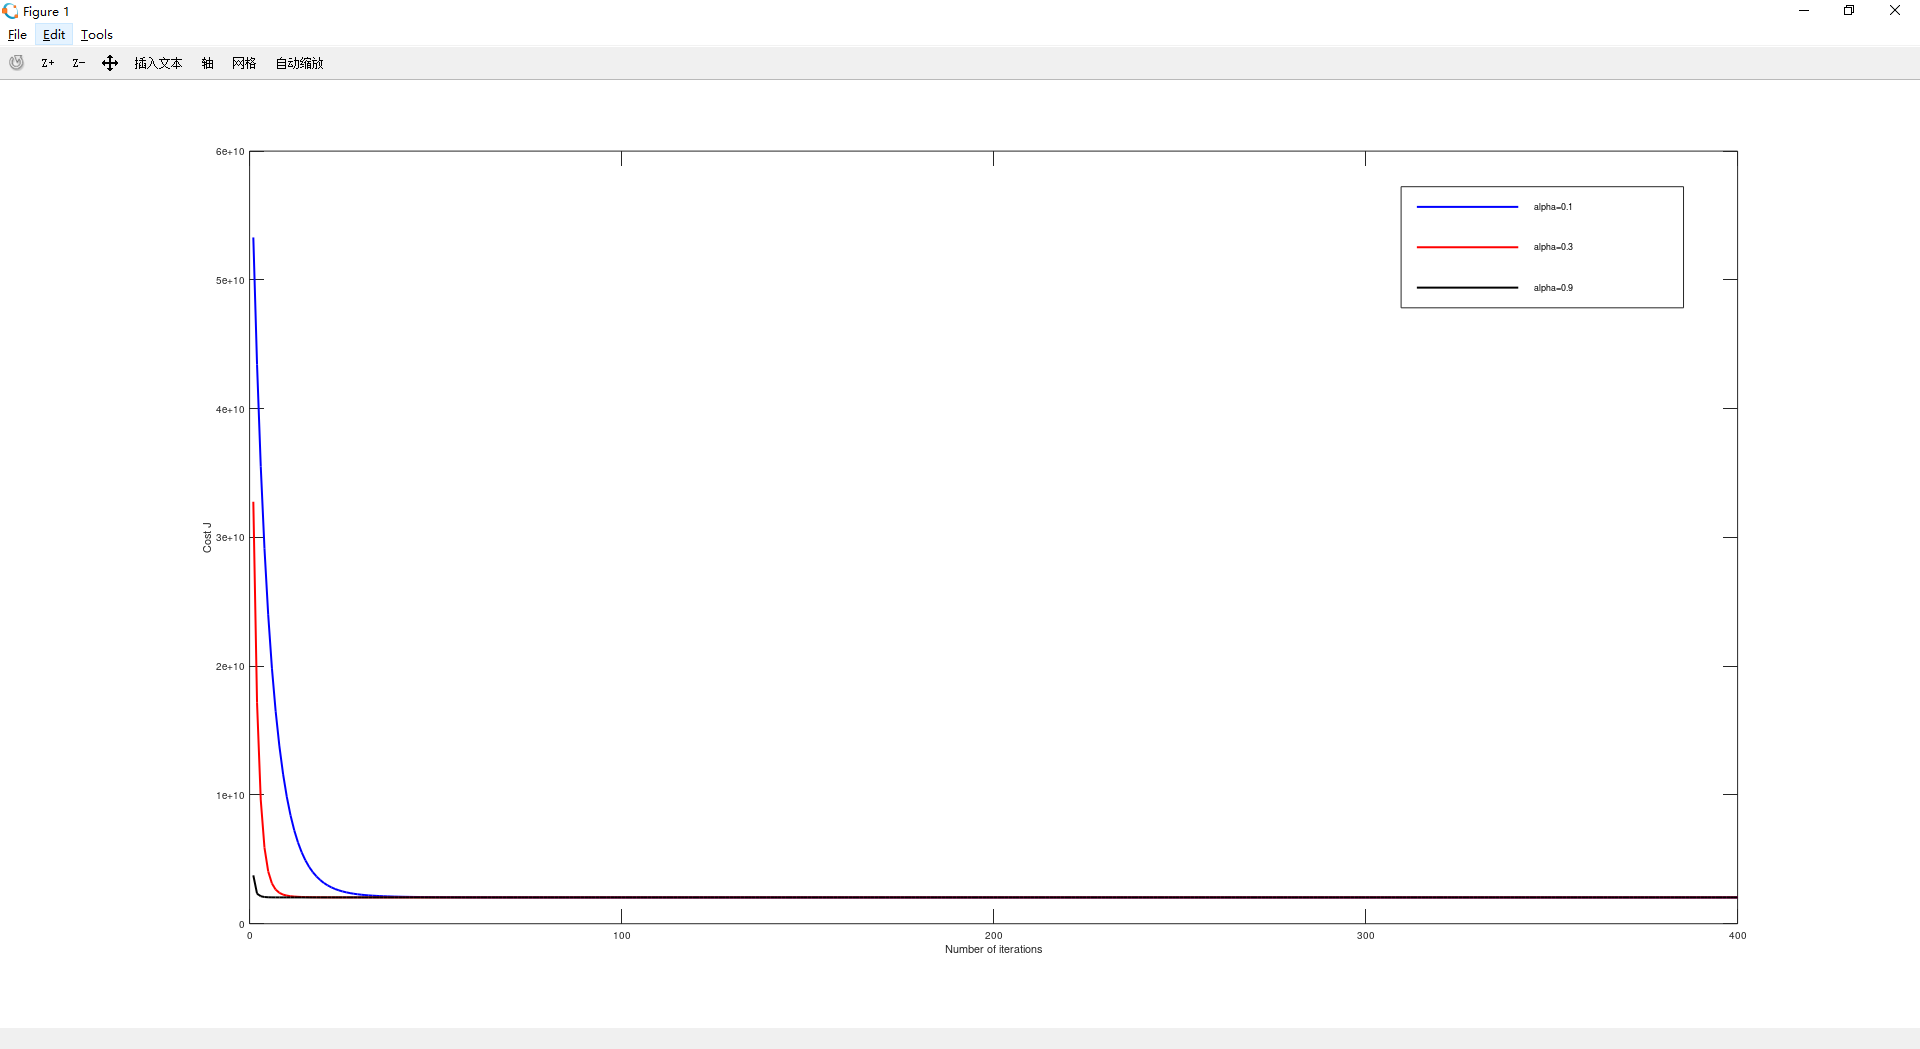 Figure 1
File Edit Tools
Z+ Z- 插入文本 轴 网格 自动缩放
6e+10
5e+10
4e+10
3e+10
2e+10
1e+10
0
Cost J
alpha=0.1
alpha=0.3
alpha=0.9
0 100 200 300 400
Number of iterations